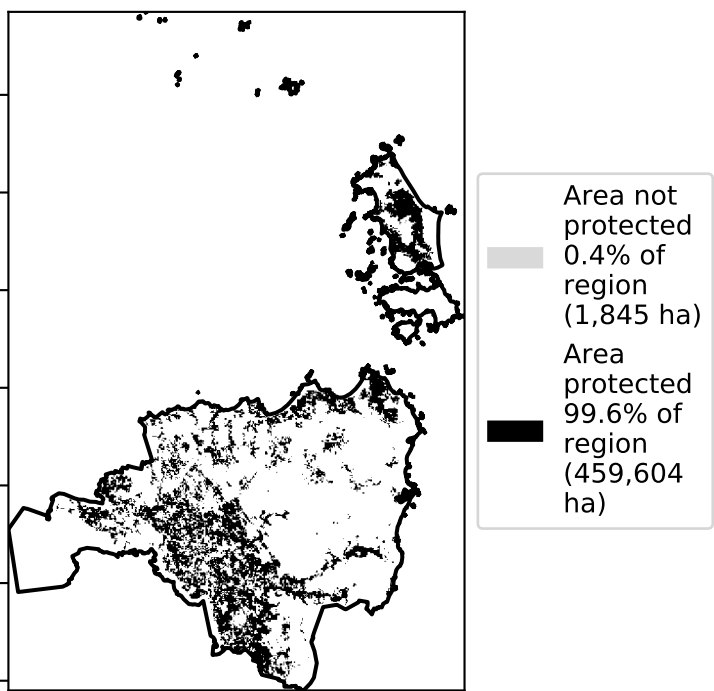 Area not
protected
0.4% of
region
(1,845 ha)
Area
protected
99.6% of
region
(459,604
ha)